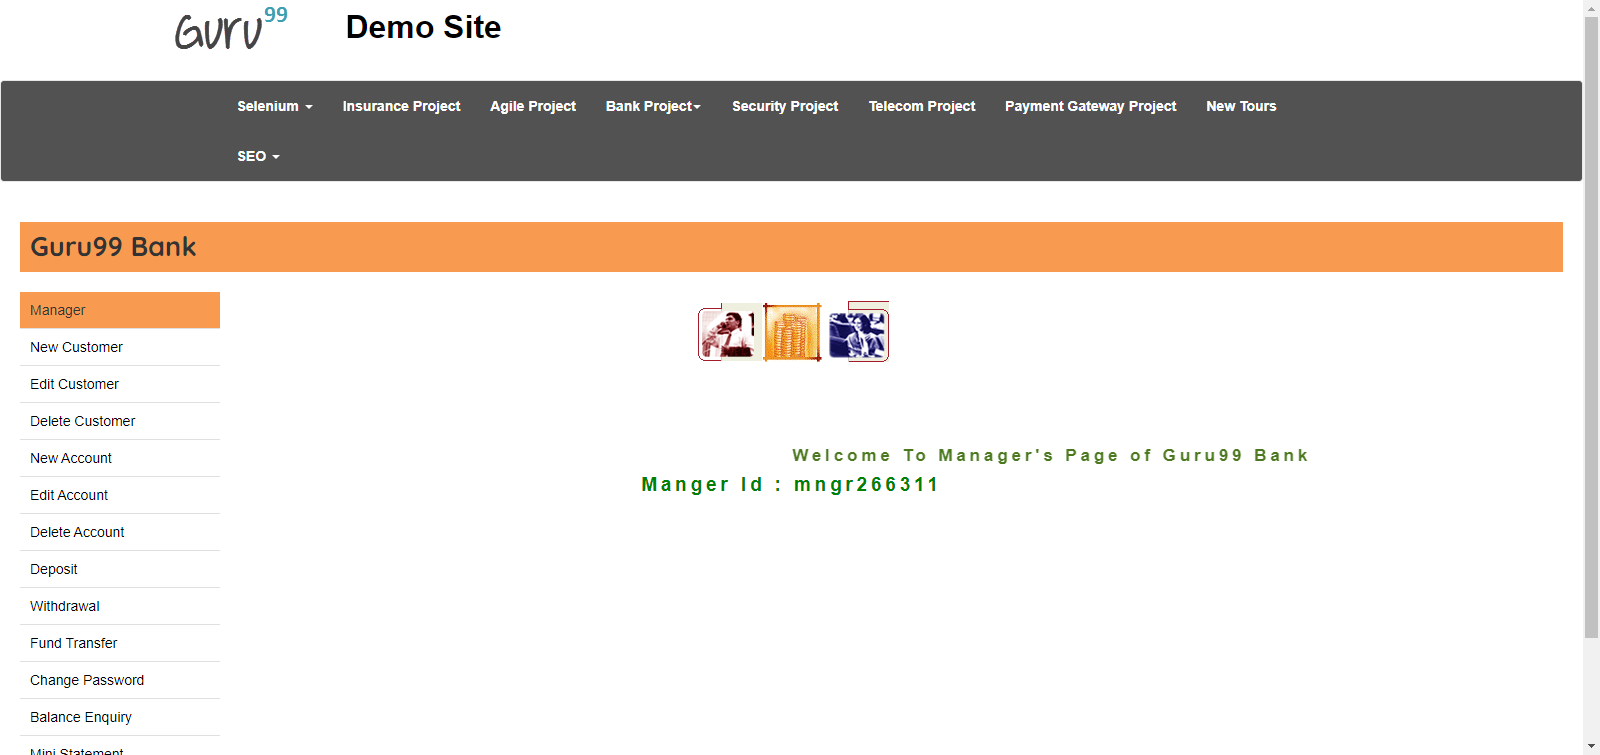 Guru99
Demo Site
Selenium
Insurance Project
Agile Project
Bank Project
Security Project
Telecom Project
Payment Gateway Project
New Tours
SEO
Guru99 Bank
Manager
New Customer
Edit Customer
Delete Customer
New Account
Edit Account
Delete Account
Deposit
Withdrawal
Fund Transfer
Change Password
Balance Enquiry
Mini Statement
Welcome To Manager's Page of Guru99 Bank
Manger Id : mngr266311